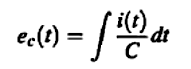 e_c(t) = ∫ i(t)/C dt